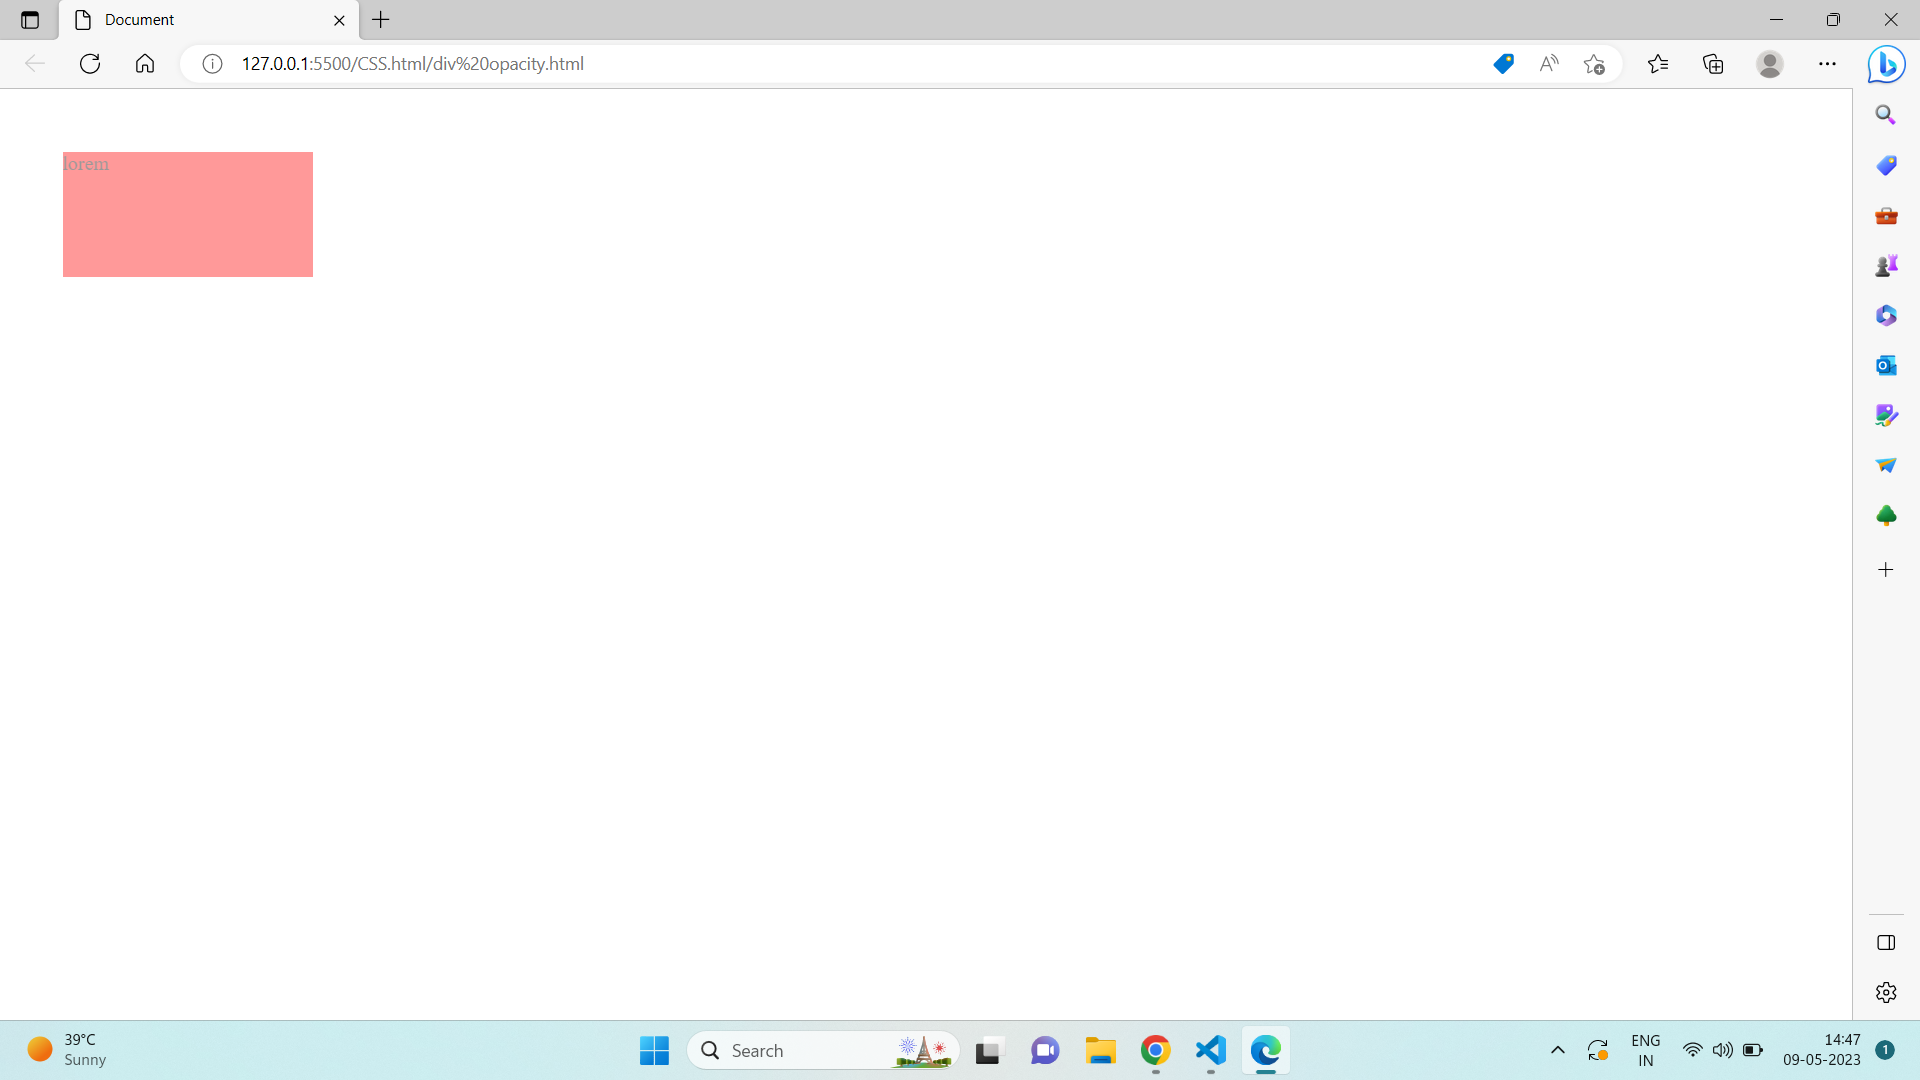 Document
127.0.0.1:5500/CSS.html/div%20opacity.html
lorem
39°C
Sunny
Search
ENG
IN
14:47
09-05-2023
1